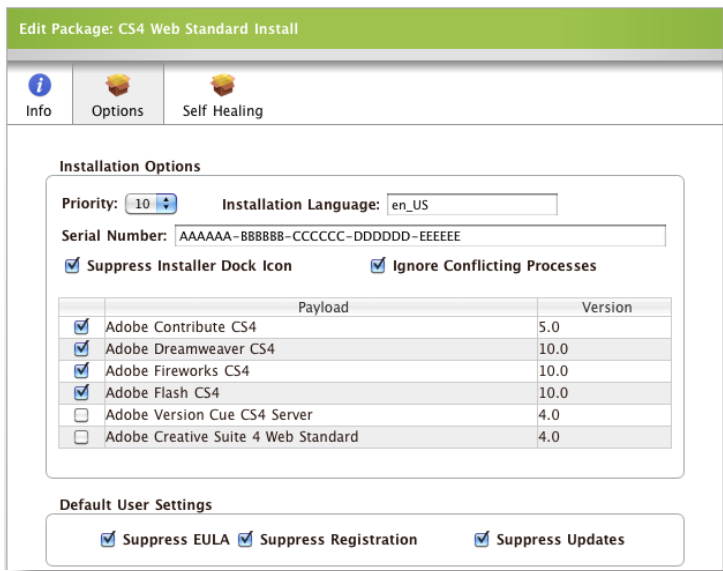 Edit Package: CS4 Web Standard Install
Info Options Self Healing
Installation Options
Priority: 10 Installation Language: en_US
Serial Number: AAAAAA-BBBBBB-CCCCCC-DDDDDD-EEEEEE
Suppress Installer Dock Icon Ignore Conflicting Processes
Payload Version
Adobe Contribute CS4 5.0
Adobe Dreamweaver CS4 10.0
Adobe Fireworks CS4 10.0
Adobe Flash CS4 10.0
Adobe Version Cue CS4 Server 4.0
Adobe Creative Suite 4 Web Standard 4.0
Default User Settings
Suppress EULA Suppress Registration Suppress Updates